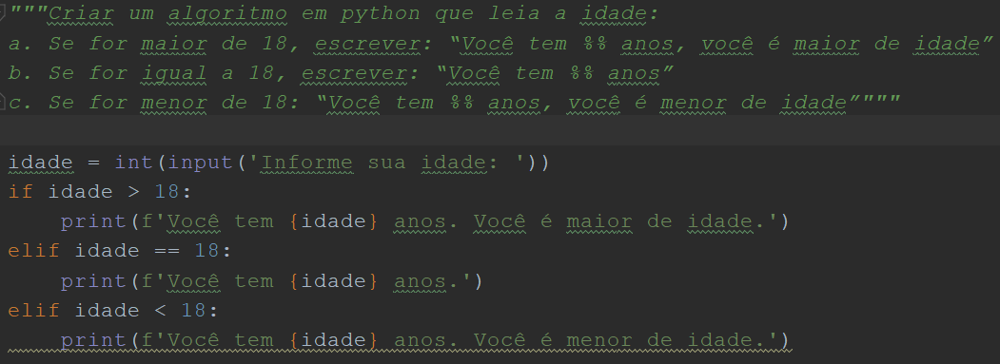 """Criar um algoritmo em python que leia a idade:
a. Se for maior de 18, escrever: “Você tem %% anos, você é maior de idade”
b. Se for igual a 18, escrever: “Você tem %% anos”
c. Se for menor de 18: “Você tem %% anos, você é menor de idade”"""
idade = int(input('Informe sua idade: '))
if idade > 18:
    print(f'Você tem {idade} anos. Você é maior de idade.')
elif idade == 18:
    print(f'Você tem {idade} anos.')
elif idade < 18:
    print(f'Você tem {idade} anos. Você é menor de idade.')